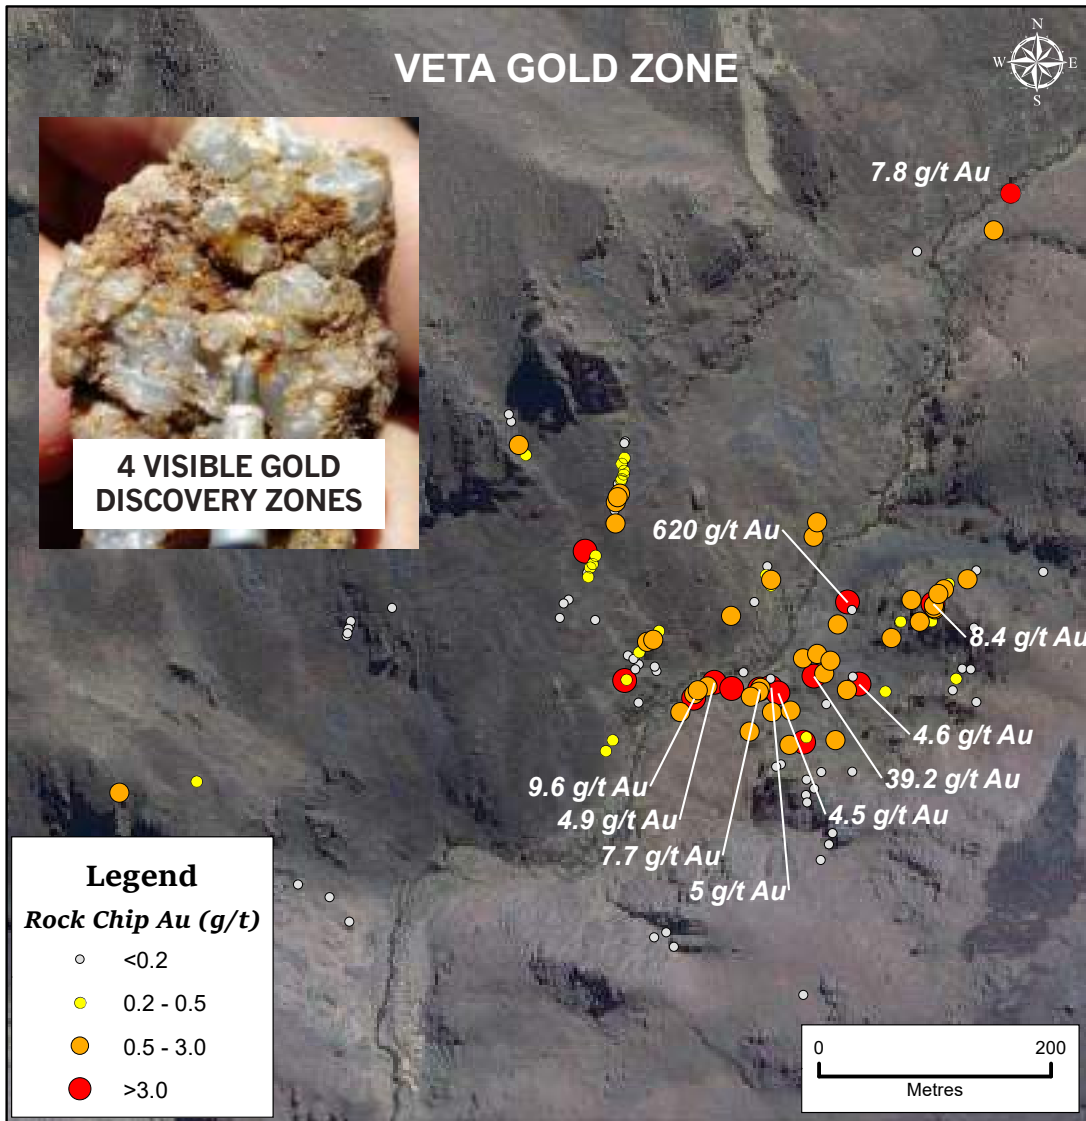 VETA GOLD ZONE
N
W E
S
7.8 g/t Au
4 VISIBLE GOLD
DISCOVERY ZONES
620 g/t Au
8.4 g/t Au
4.6 g/t Au
39.2 g/t Au
9.6 g/t Au
4.5 g/t Au
4.9 g/t Au
7.7 g/t Au
5 g/t Au
Legend
Rock Chip Au (g/t)
<0.2
0.2 - 0.5
0.5 - 3.0
>3.0
0 200
Metres